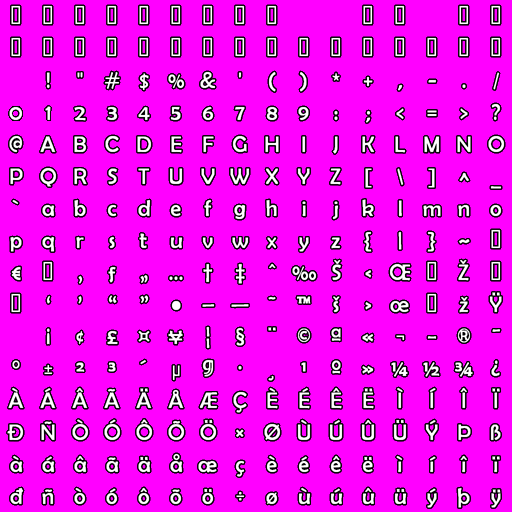 ! " # $ % & ' ( ) * + , - . /
0 1 2 3 4 5 6 7 8 9 : ; < = > ?
@ A B C D E F G H I J K L M N O
P Q R S T U V W X Y Z [ \ ] ^ _
` a b c d e f g h i j k l m n o
p q r s t u v w x y z { | } ~
€ ‚ ƒ „ … † ‡ ˆ ‰ Š ‹ Œ Ž
‘ ’ “ ” • – — ˜ ™ š › œ ž Ÿ
¡ ¢ £ ¤ ¥ ¦ § ¨ © ª « ¬ - ® ¯
° ± ² ³ ´ µ g · ¸ ¹ º » ¼ ½ ¾ ¿
À Á Â Ã Ä Å Æ Ç È É Ê Ë Ì Í Î Ï
Ð Ñ Ò Ó Ô Õ Ö × Ø Ù Ú Û Ü Ý Þ ß
à á â ã ä å æ ç è é ê ë ì í î ï
đ ñ ò ó ô õ ö ÷ ø ù ú û ü ý þ ÿ